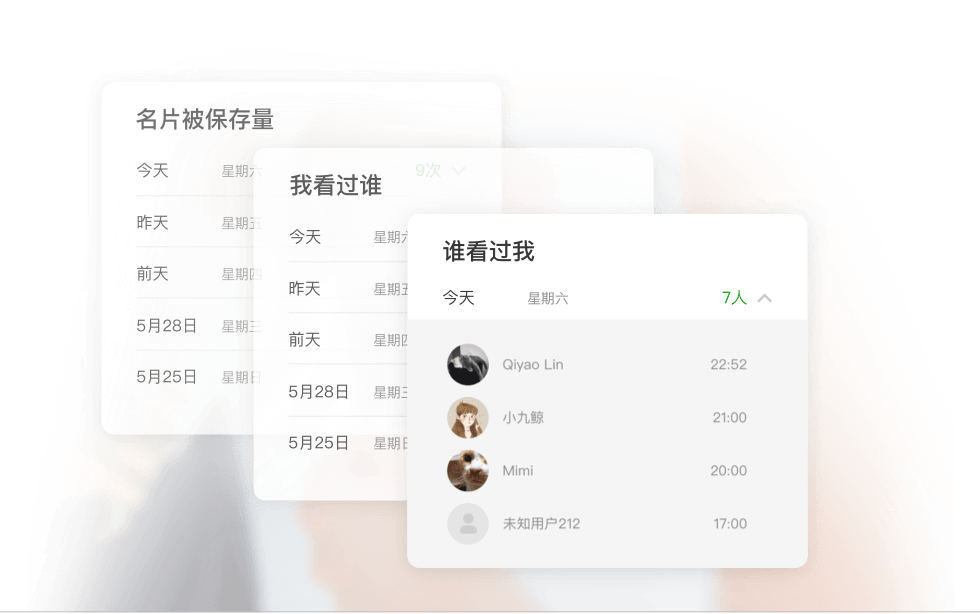 名片被保存量
今天 星期六 9次
昨天 星期五
前天 星期四
5月28日 星期三
5月25日 星期日
我看过谁
今天 星期六
昨天 星期五
前天 星期四
5月28日 星期三
5月25日 星期日
谁看过我
今天 星期六 7人
Qiyao Lin 22:52
小九鲸 21:00
Mimi 20:00
未知用户212 17:00